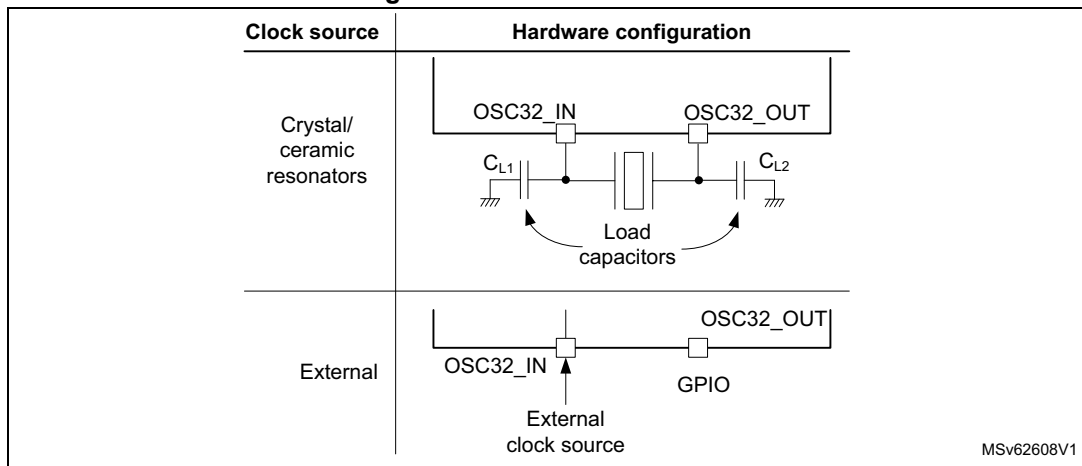 Clock source
Hardware configuration
Crystal/
ceramic
resonators
OSC32_IN
OSC32_OUT
CL1
CL2
Load
capacitors
External
OSC32_IN
OSC32_OUT
GPIO
External
clock source
MSv62608V1